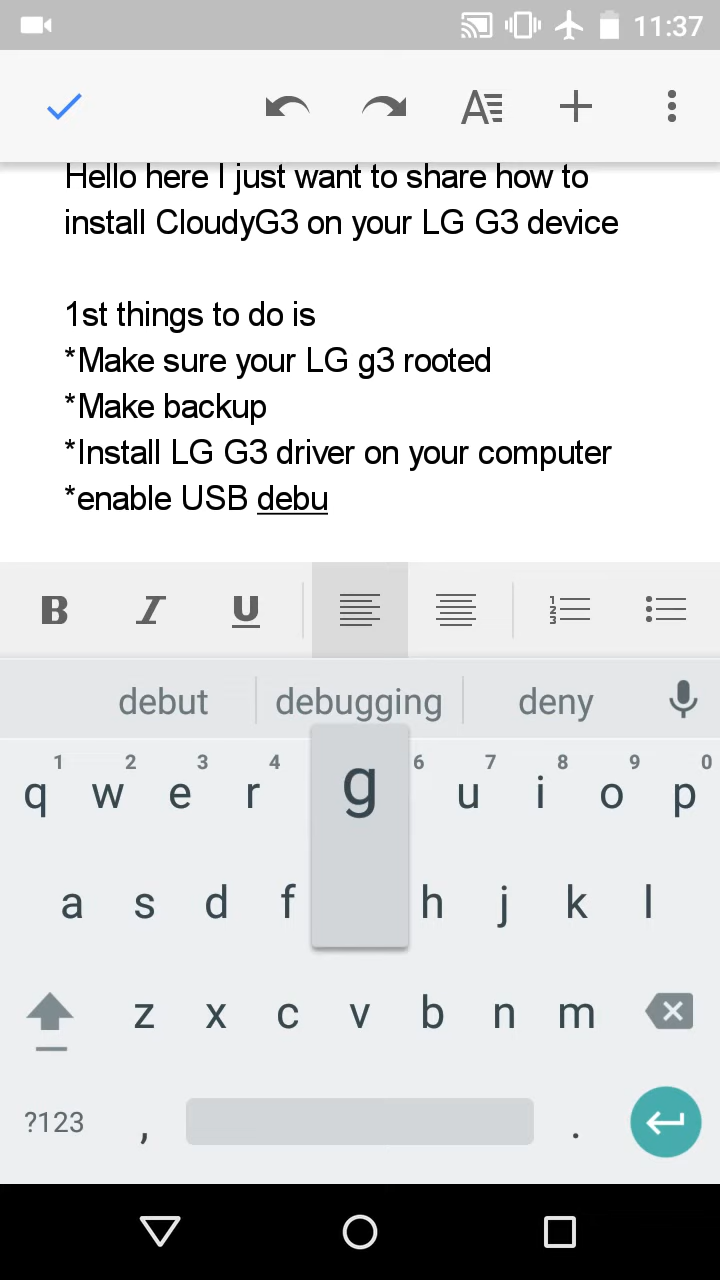 11:37
Hello here I just want to share how to
install CloudyG3 on your LG G3 device
1st things to do is
*Make sure your LG g3 rooted
*Make backup
*Install LG G3 driver on your computer
*enable USB debu
B I U
debut debugging deny
1 2 3 4 6 7 8 9 0
q w e r g u i o p
a s d f h j k l
z x c v b n m
?123 , .